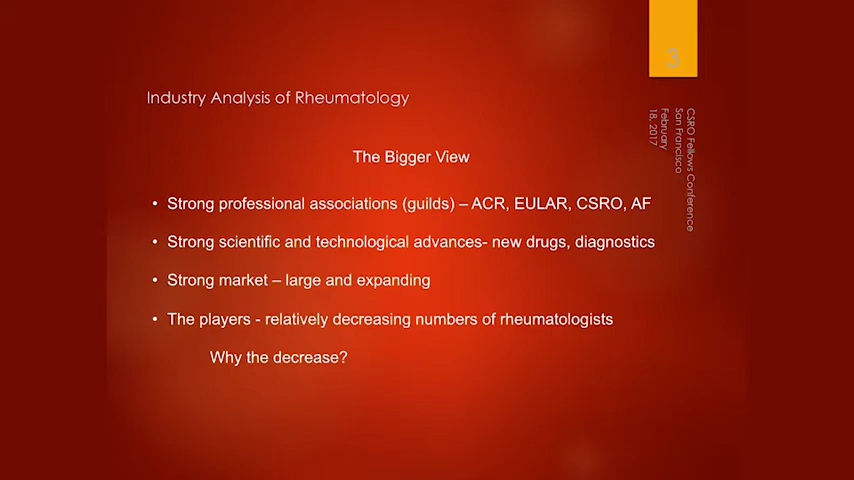 3
Industry Analysis of Rheumatology
CSRO Fellows Conference
San Francisco
February
18, 2017
The Bigger View
• Strong professional associations (guilds) – ACR, EULAR, CSRO, AF
• Strong scientific and technological advances- new drugs, diagnostics
• Strong market – large and expanding
• The players - relatively decreasing numbers of rheumatologists
Why the decrease?